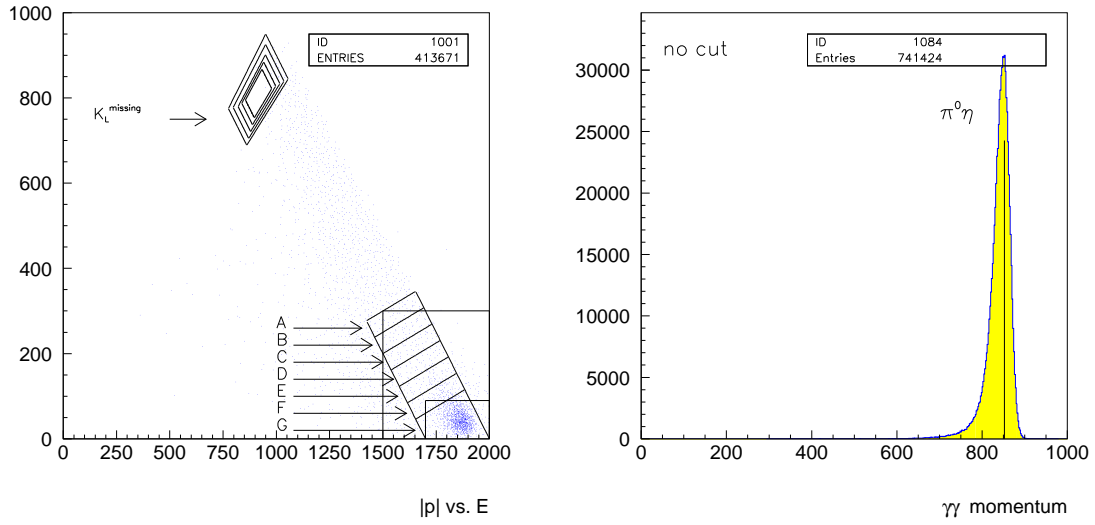 1000
800
600
400
200
0
0 250 500 750 1000 1250 1500 1750 2000
ID 1001
ENTRIES 413671
K_L^missing
A
B
C
D
E
F
G
|p| vs. E
30000
25000
20000
15000
10000
5000
0
0 200 400 600 800 1000
no cut
ID 1084
Entries 741424
π⁰η
γγ momentum